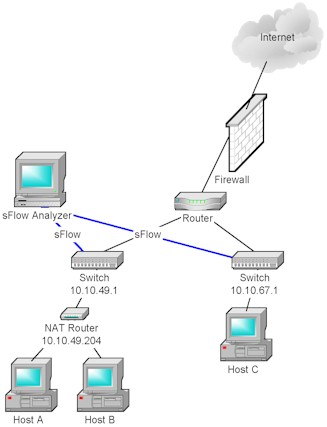 Internet
Firewall
sFlow Analyzer
Router
sFlow
sFlow
Switch
10.10.49.1
Switch
10.10.67.1
NAT Router
10.10.49.204
Host C
Host A
Host B